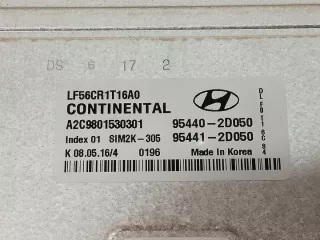 DS 6 17 2
LF56CR1T16A0
CONTINENTAL
A2C9801530301 95440-2D050
Index 01 SIM2K-305 95441-2D050
K 08.05.16/4 0196 Made in Korea